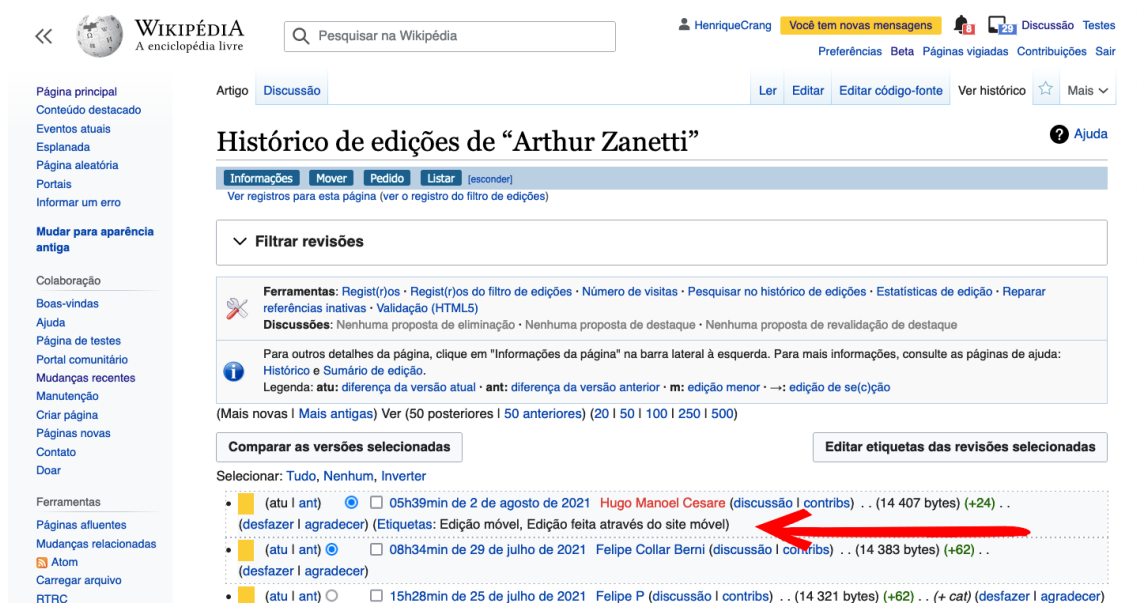 WIKIPÉDIA
A enciclopédia livre
Pesquisar na Wikipédia
HenriqueCrang Você tem novas mensagens 8 29 Discussão Testes
Preferências Beta Páginas vigiadas Contribuições Sair
Página principal
Conteúdo destacado
Eventos atuais
Esplanada
Página aleatória
Portais
Informar um erro
Mudar para aparência
antiga
Colaboração
Boas-vindas
Ajuda
Página de testes
Portal comunitário
Mudanças recentes
Manutenção
Criar página
Páginas novas
Contato
Doar
Ferramentas
Páginas afluentes
Mudanças relacionadas
Atom
Carregar arquivo
RTRC
Artigo Discussão Ler Editar Editar código-fonte Ver histórico Mais
Histórico de edições de “Arthur Zanetti”
Ajuda
Informações Mover Pedido Listar [esconder]
Ver registros para esta página (ver o registro do filtro de edições)
Filtrar revisões
Ferramentas: Regist(r)os · Regist(r)os do filtro de edições · Número de visitas · Pesquisar no histórico de edições · Estatísticas de edição · Reparar
referências inativas · Validação (HTML5)
Discussões: Nenhuma proposta de eliminação · Nenhuma proposta de destaque · Nenhuma proposta de revalidação de destaque
Para outros detalhes da página, clique em "Informações da página" na barra lateral à esquerda. Para mais informações, consulte as páginas de ajuda:
Histórico e Sumário de edição.
Legenda: atu: diferença da versão atual · ant: diferença da versão anterior · m: edição menor · →: edição de se(c)ção
(Mais novas | Mais antigas) Ver (50 posteriores | 50 anteriores) (20 | 50 | 100 | 250 | 500)
Comparar as versões selecionadas Editar etiquetas das revisões selecionadas
Selecionar: Tudo, Nenhum, Inverter
(atu | ant) 05h39min de 2 de agosto de 2021 Hugo Manoel Cesare (discussão | contribs) . . (14 407 bytes) (+24) . .
(desfazer | agradecer) (Etiquetas: Edição móvel, Edição feita através do site móvel)
(atu | ant) 08h34min de 29 de julho de 2021 Felipe Collar Berni (discussão | contribs) . . (14 383 bytes) (+62) . .
(desfazer | agradecer)
(atu | ant) 15h28min de 25 de julho de 2021 Felipe P (discussão | contribs) . . (14 321 bytes) (+62) . . (+ cat) (desfazer | agradecer)